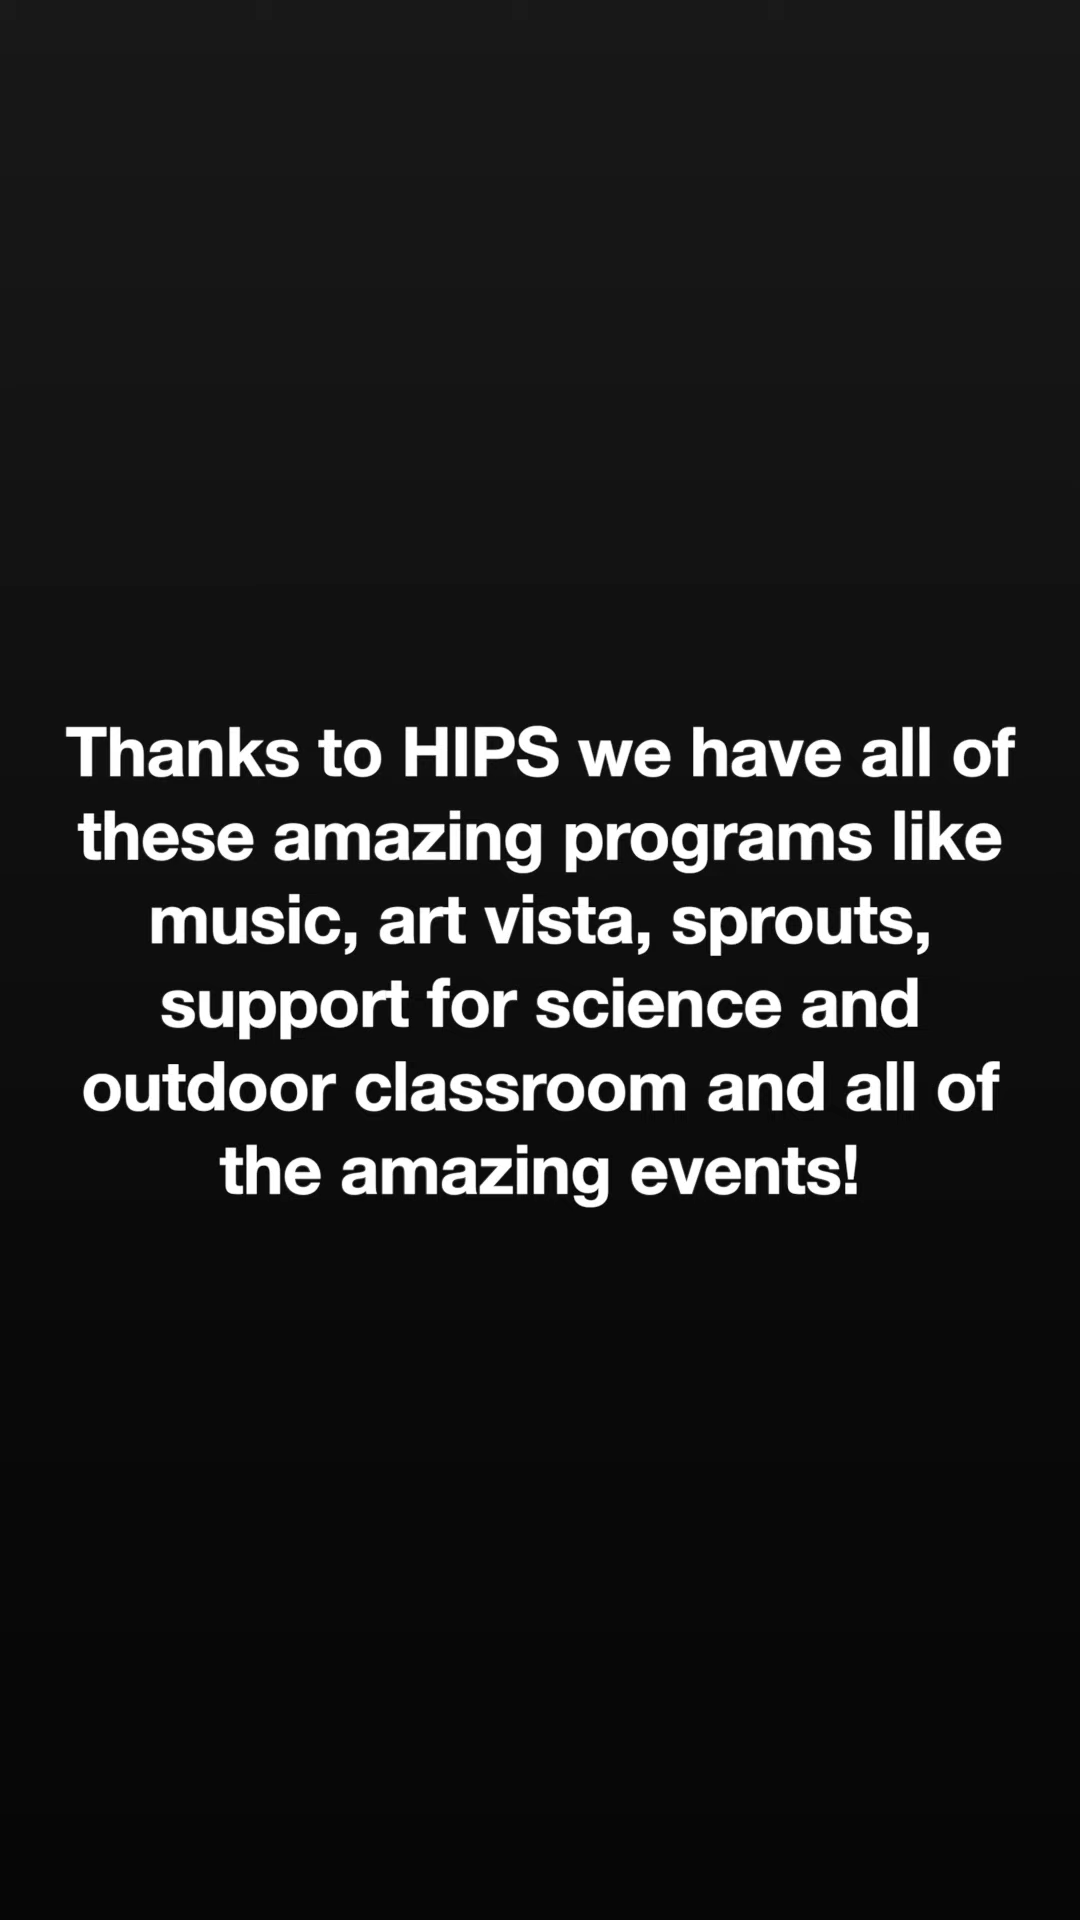 Thanks to HIPS we have all of
these amazing programs like
music, art vista, sprouts,
support for science and
outdoor classroom and all of
the amazing events!